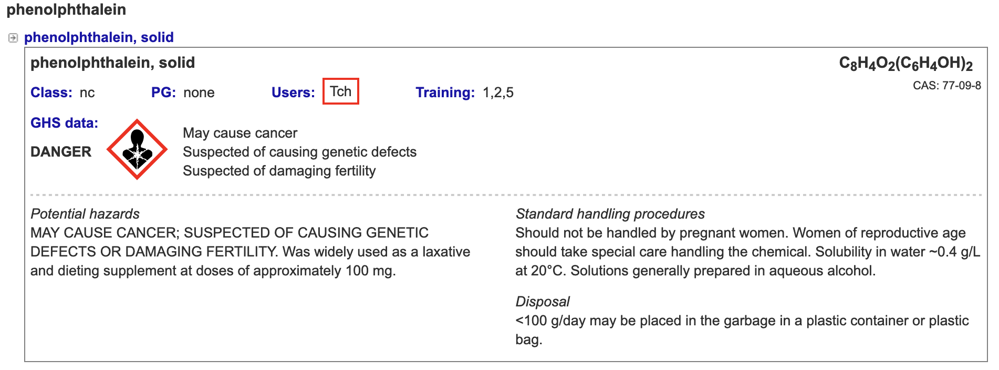 phenolphthalein
phenolphthalein, solid
phenolphthalein, solid
C8H4O2(C6H4OH)2
Class: nc PG: none Users: Tch Training: 1,2,5
CAS: 77-09-8
GHS data:
DANGER
May cause cancer
Suspected of causing genetic defects
Suspected of damaging fertility
Potential hazards
MAY CAUSE CANCER; SUSPECTED OF CAUSING GENETIC
DEFECTS OR DAMAGING FERTILITY. Was widely used as a laxative
and dieting supplement at doses of approximately 100 mg.
Standard handling procedures
Should not be handled by pregnant women. Women of reproductive age
should take special care handling the chemical. Solubility in water ~0.4 g/L
at 20°C. Solutions generally prepared in aqueous alcohol.
Disposal
<100 g/day may be placed in the garbage in a plastic container or plastic
bag.